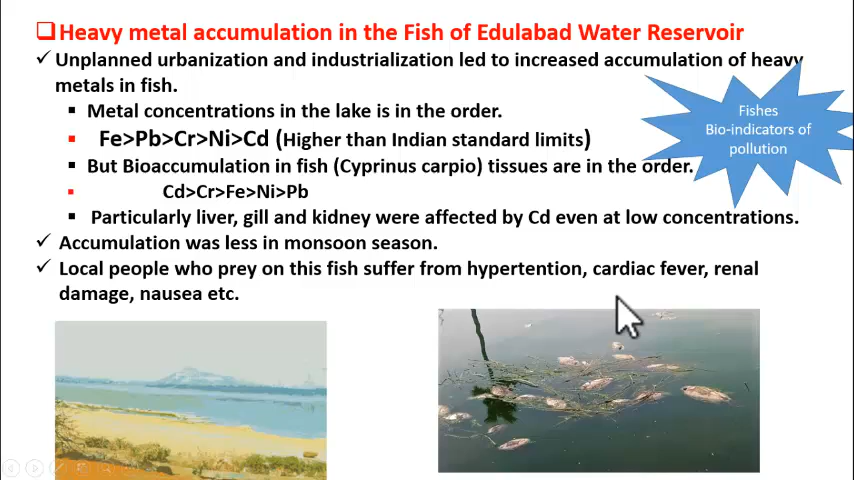 Heavy metal accumulation in the Fish of Edulabad Water Reservoir
Unplanned urbanization and industrialization led to increased accumulation of heavy
metals in fish.
Metal concentrations in the lake is in the order.
Fe>Pb>Cr>Ni>Cd (Higher than Indian standard limits)
But Bioaccumulation in fish (Cyprinus carpio) tissues are in the order.
Cd>Cr>Fe>Ni>Pb
Particularly liver, gill and kidney were affected by Cd even at low concentrations.
Accumulation was less in monsoon season.
Local people who prey on this fish suffer from hypertention, cardiac fever, renal
damage, nausea etc.
Fishes
Bio-indicators of
pollution